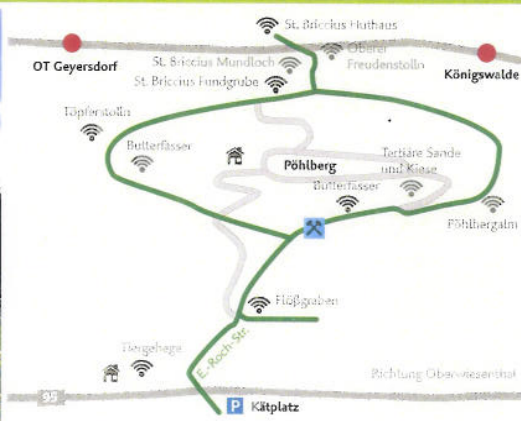 St. Briccius Huthaus
OT Geyersdorf
St. Briccius Mundloch
Oberer
Freudenstolln
St. Briccius Fundgrube
Königswalde
Töpferstolln
Butterfässer
Pöhlberg
Tertiäre Sande
und Kiese
Butterfässer
Pöhlbergalm
Flößgraben
Tiergehege
E.-Roch-Str.
Richtung Oberwiesenthal
95
P Kätplatz